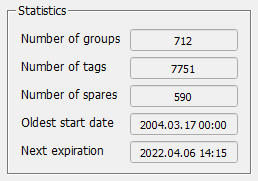 Statistics
Number of groups 712
Number of tags 7751
Number of spares 590
Oldest start date 2004.03.17 00:00
Next expiration 2022.04.06 14:15